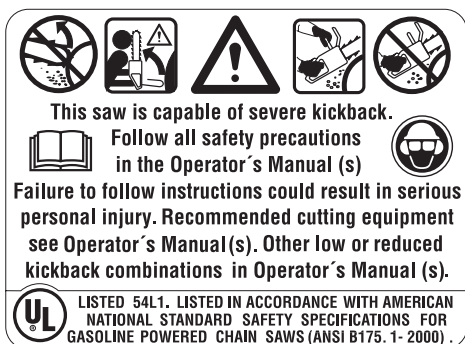 This saw is capable of severe kickback.
Follow all safety precautions
in the Operator´s Manual (s)
Failure to follow instructions could result in serious
personal injury. Recommended cutting equipment
see Operator´s Manual (s). Other low or reduced
kickback combinations in Operator´s Manual (s).
UL
LISTED 54L1. LISTED IN ACCORDANCE WITH AMERICAN
NATIONAL STANDARD SAFETY SPECIFICATIONS FOR
GASOLINE POWERED CHAIN SAWS (ANSI B175. 1- 2000) .